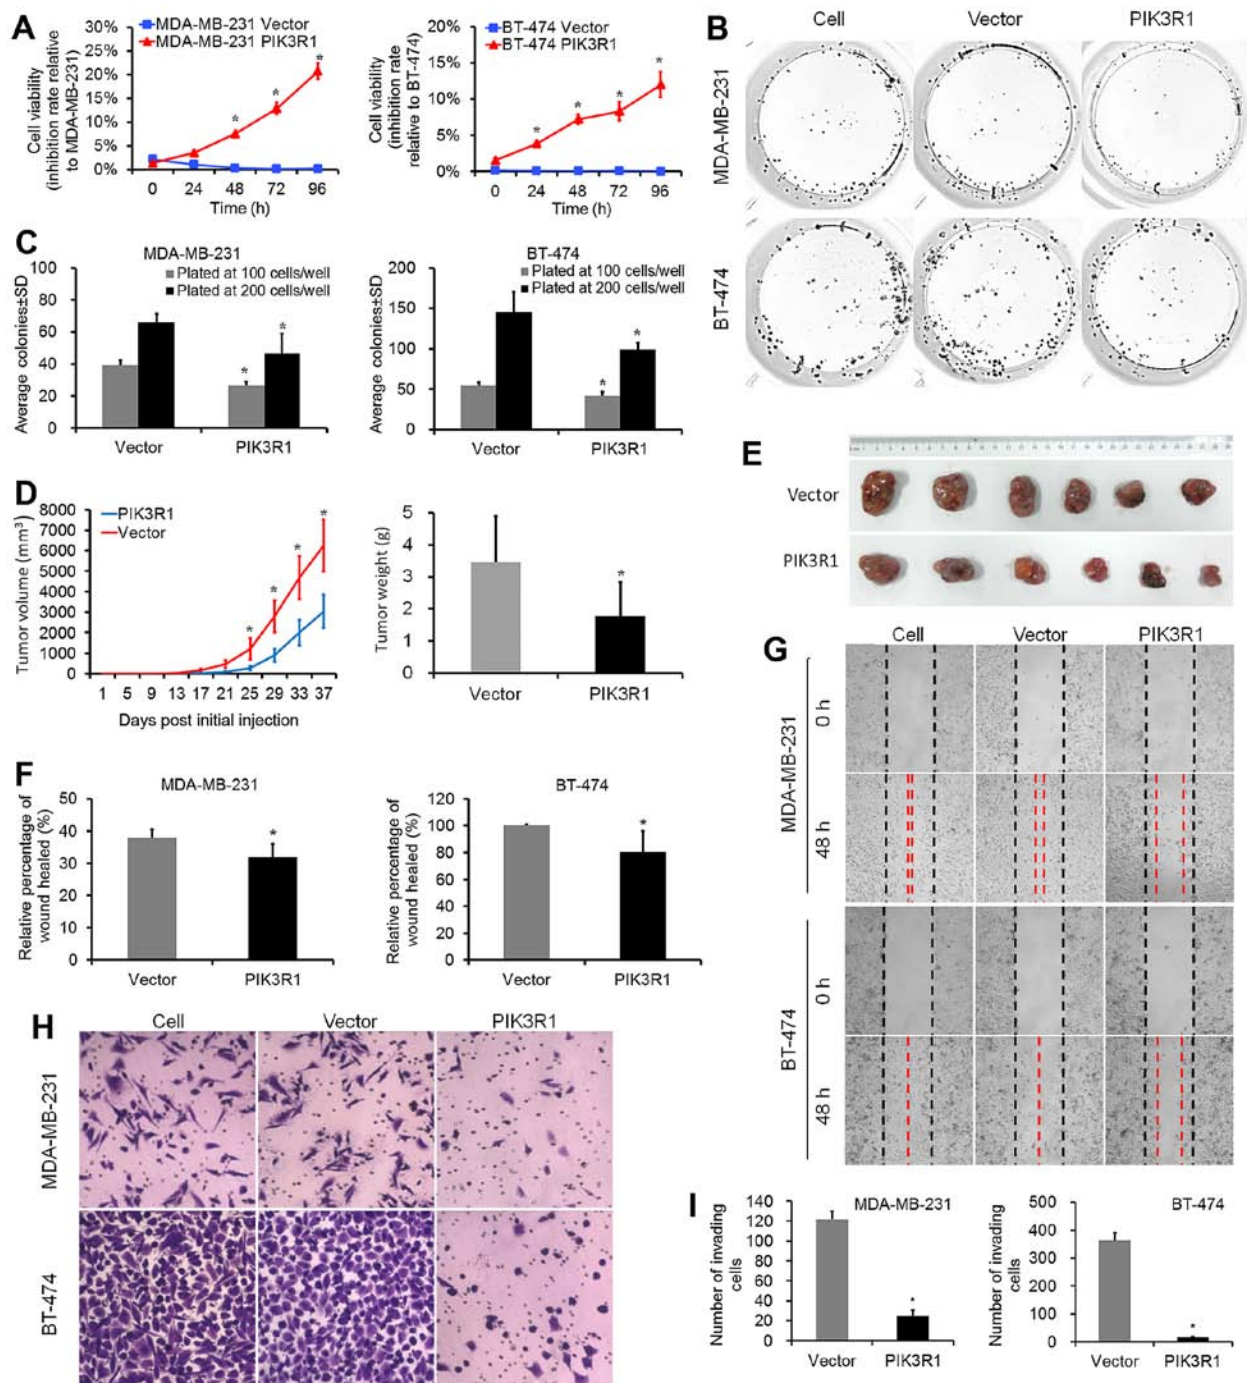 A
Cell viability
(inhibition rate relative
to MDA-MB-231)
30%
25%
20%
15%
10%
5%
0%
MDA-MB-231 Vector
MDA-MB-231 PIK3R1
*
*
*
0 24 48 72 96
Time (h)
Cell viability
(inhibition rate
relative to BT-474)
20%
15%
10%
5%
0%
BT-474 Vector
BT-474 PIK3R1
*
*
*
*
0 24 48 72 96
Time (h)
B
Cell Vector PIK3R1
MDA-MB-231
BT-474
C
MDA-MB-231
Plated at 100 cells/well
Plated at 200 cells/well
Average colonies±SD
100
80
60
40
20
0
*
*
Vector PIK3R1
BT-474
Plated at 100 cells/well
Plated at 200 cells/well
Average colonies±SD
200
150
100
50
0
*
*
Vector PIK3R1
D
PIK3R1
Vector
Tumor volume (mm³)
8000
7000
6000
5000
4000
3000
2000
1000
0
*
*
*
*
1 5 9 13 17 21 25 29 33 37
Days post initial injection
Tumor weight (g)
5
4
3
2
1
0
*
Vector PIK3R1
E
Vector
PIK3R1
F
MDA-MB-231
Relative percentage of
wound healed (%)
50
40
30
20
10
0
*
Vector PIK3R1
BT-474
Relative percentage of
wound healed (%)
120
100
80
60
40
20
0
*
Vector PIK3R1
G
Cell Vector PIK3R1
MDA-MB-231
0 h
48 h
BT-474
0 h
48 h
H
Cell Vector PIK3R1
MDA-MB-231
BT-474
I
MDA-MB-231
Number of invading
cells
140
120
100
80
60
40
20
0
*
Vector PIK3R1
BT-474
Number of invading
cells
500
400
300
200
100
0
*
Vector PIK3R1